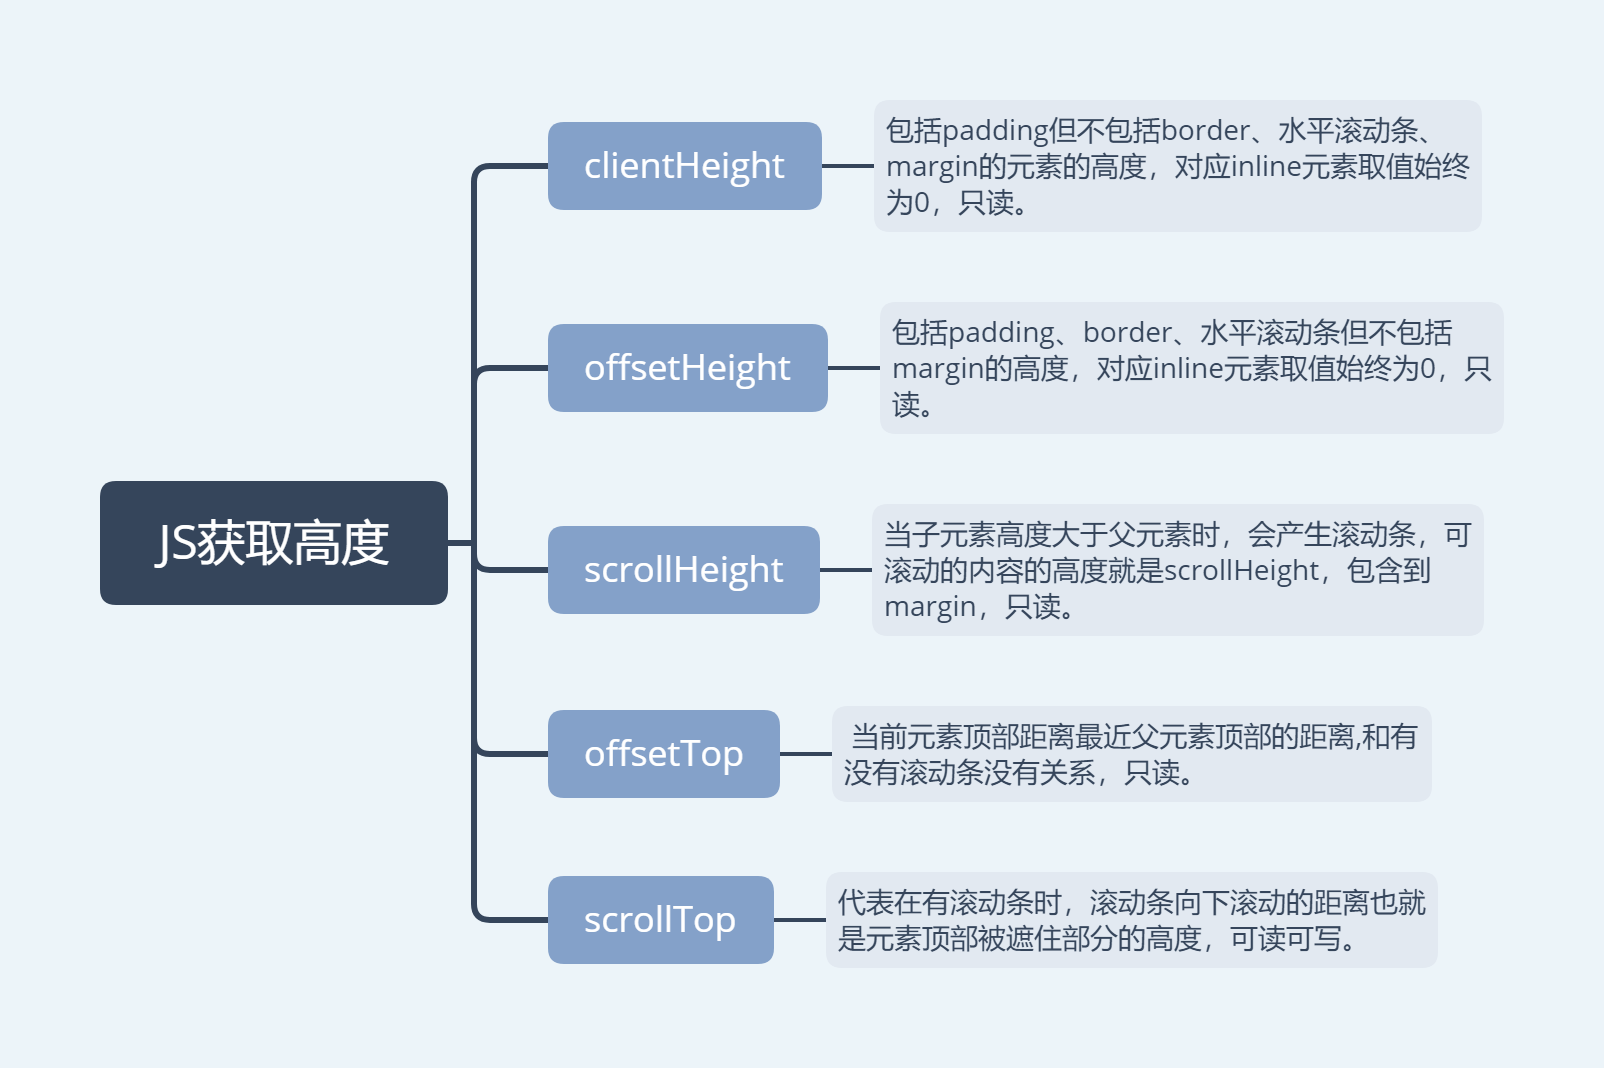 JS获取高度
clientHeight
包括padding但不包括border、水平滚动条、
margin的元素的高度，对应inline元素取值始终
为0，只读。
offsetHeight
包括padding、border、水平滚动条但不包括
margin的高度，对应inline元素取值始终为0，只
读。
scrollHeight
当子元素高度大于父元素时，会产生滚动条，可
滚动的内容的高度就是scrollHeight，包含到
margin，只读。
offsetTop
当前元素顶部距离最近父元素顶部的距离,和有
没有滚动条没有关系，只读。
scrollTop
代表在有滚动条时，滚动条向下滚动的距离也就
是元素顶部被遮住部分的高度，可读可写。